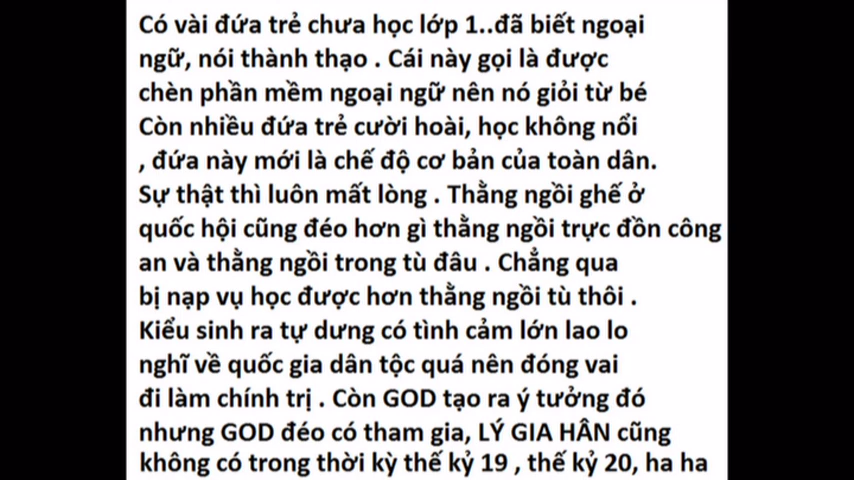 Có vài đứa trẻ chưa học lớp 1..đã biết ngoại
ngữ, nói thành thạo . Cái này gọi là được
chèn phần mềm ngoại ngữ nên nó giỏi từ bé
Còn nhiều đứa trẻ cười hoài, học không nổi
, đứa này mới là chế độ cơ bản của toàn dân.
Sự thật thì luôn mất lòng . Thằng ngồi ghế ở
quốc hội cũng đéo hơn gì thằng ngồi trực đồn công
an và thằng ngồi trong tù đâu . Chẳng qua
bị nạp vụ học được hơn thằng ngồi tù thôi .
Kiểu sinh ra tự dưng có tình cảm lớn lao lo
nghĩ về quốc gia dân tộc quá nên đóng vai
đi làm chính trị . Còn GOD tạo ra ý tưởng đó
nhưng GOD đéo có tham gia, LÝ GIA HÂN cũng
không có trong thời kỳ thế kỷ 19 , thế kỷ 20, ha ha